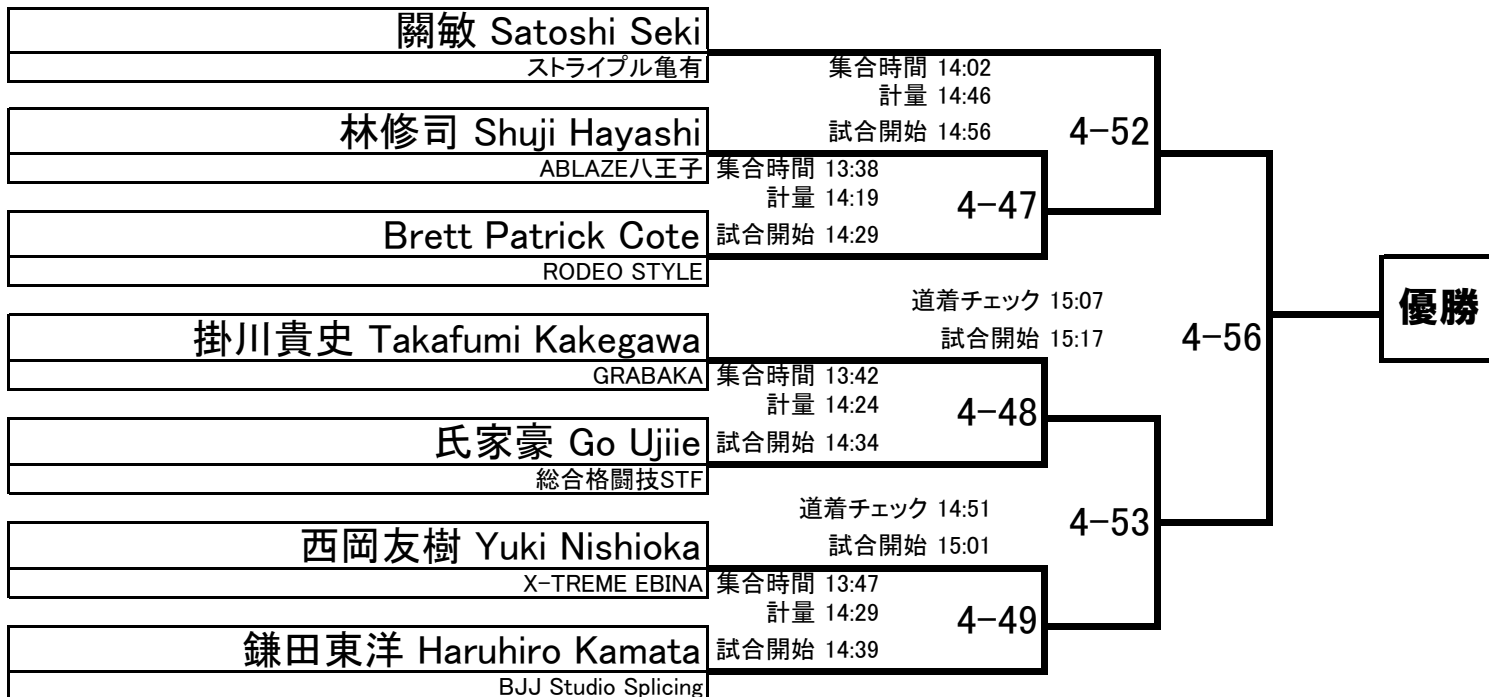 關敏 Satoshi Seki
ストライプル亀有
集合時間 14:02
計量 14:46
試合開始 14:56
4-52
林修司 Shuji Hayashi
ABLAZE八王子
集合時間 13:38
計量 14:19
試合開始 14:29
4-47
Brett Patrick Cote
RODEO STYLE
道着チェック 15:07
試合開始 15:17
4-56
優勝
掛川貴史 Takafumi Kakegawa
GRABAKA
集合時間 13:42
計量 14:24
試合開始 14:34
4-48
氏家豪 Go Ujiie
総合格闘技STF
道着チェック 14:51
試合開始 15:01
4-53
西岡友樹 Yuki Nishioka
X-TREME EBINA
集合時間 13:47
計量 14:29
試合開始 14:39
4-49
鎌田東洋 Haruhiro Kamata
BJJ Studio Splicing